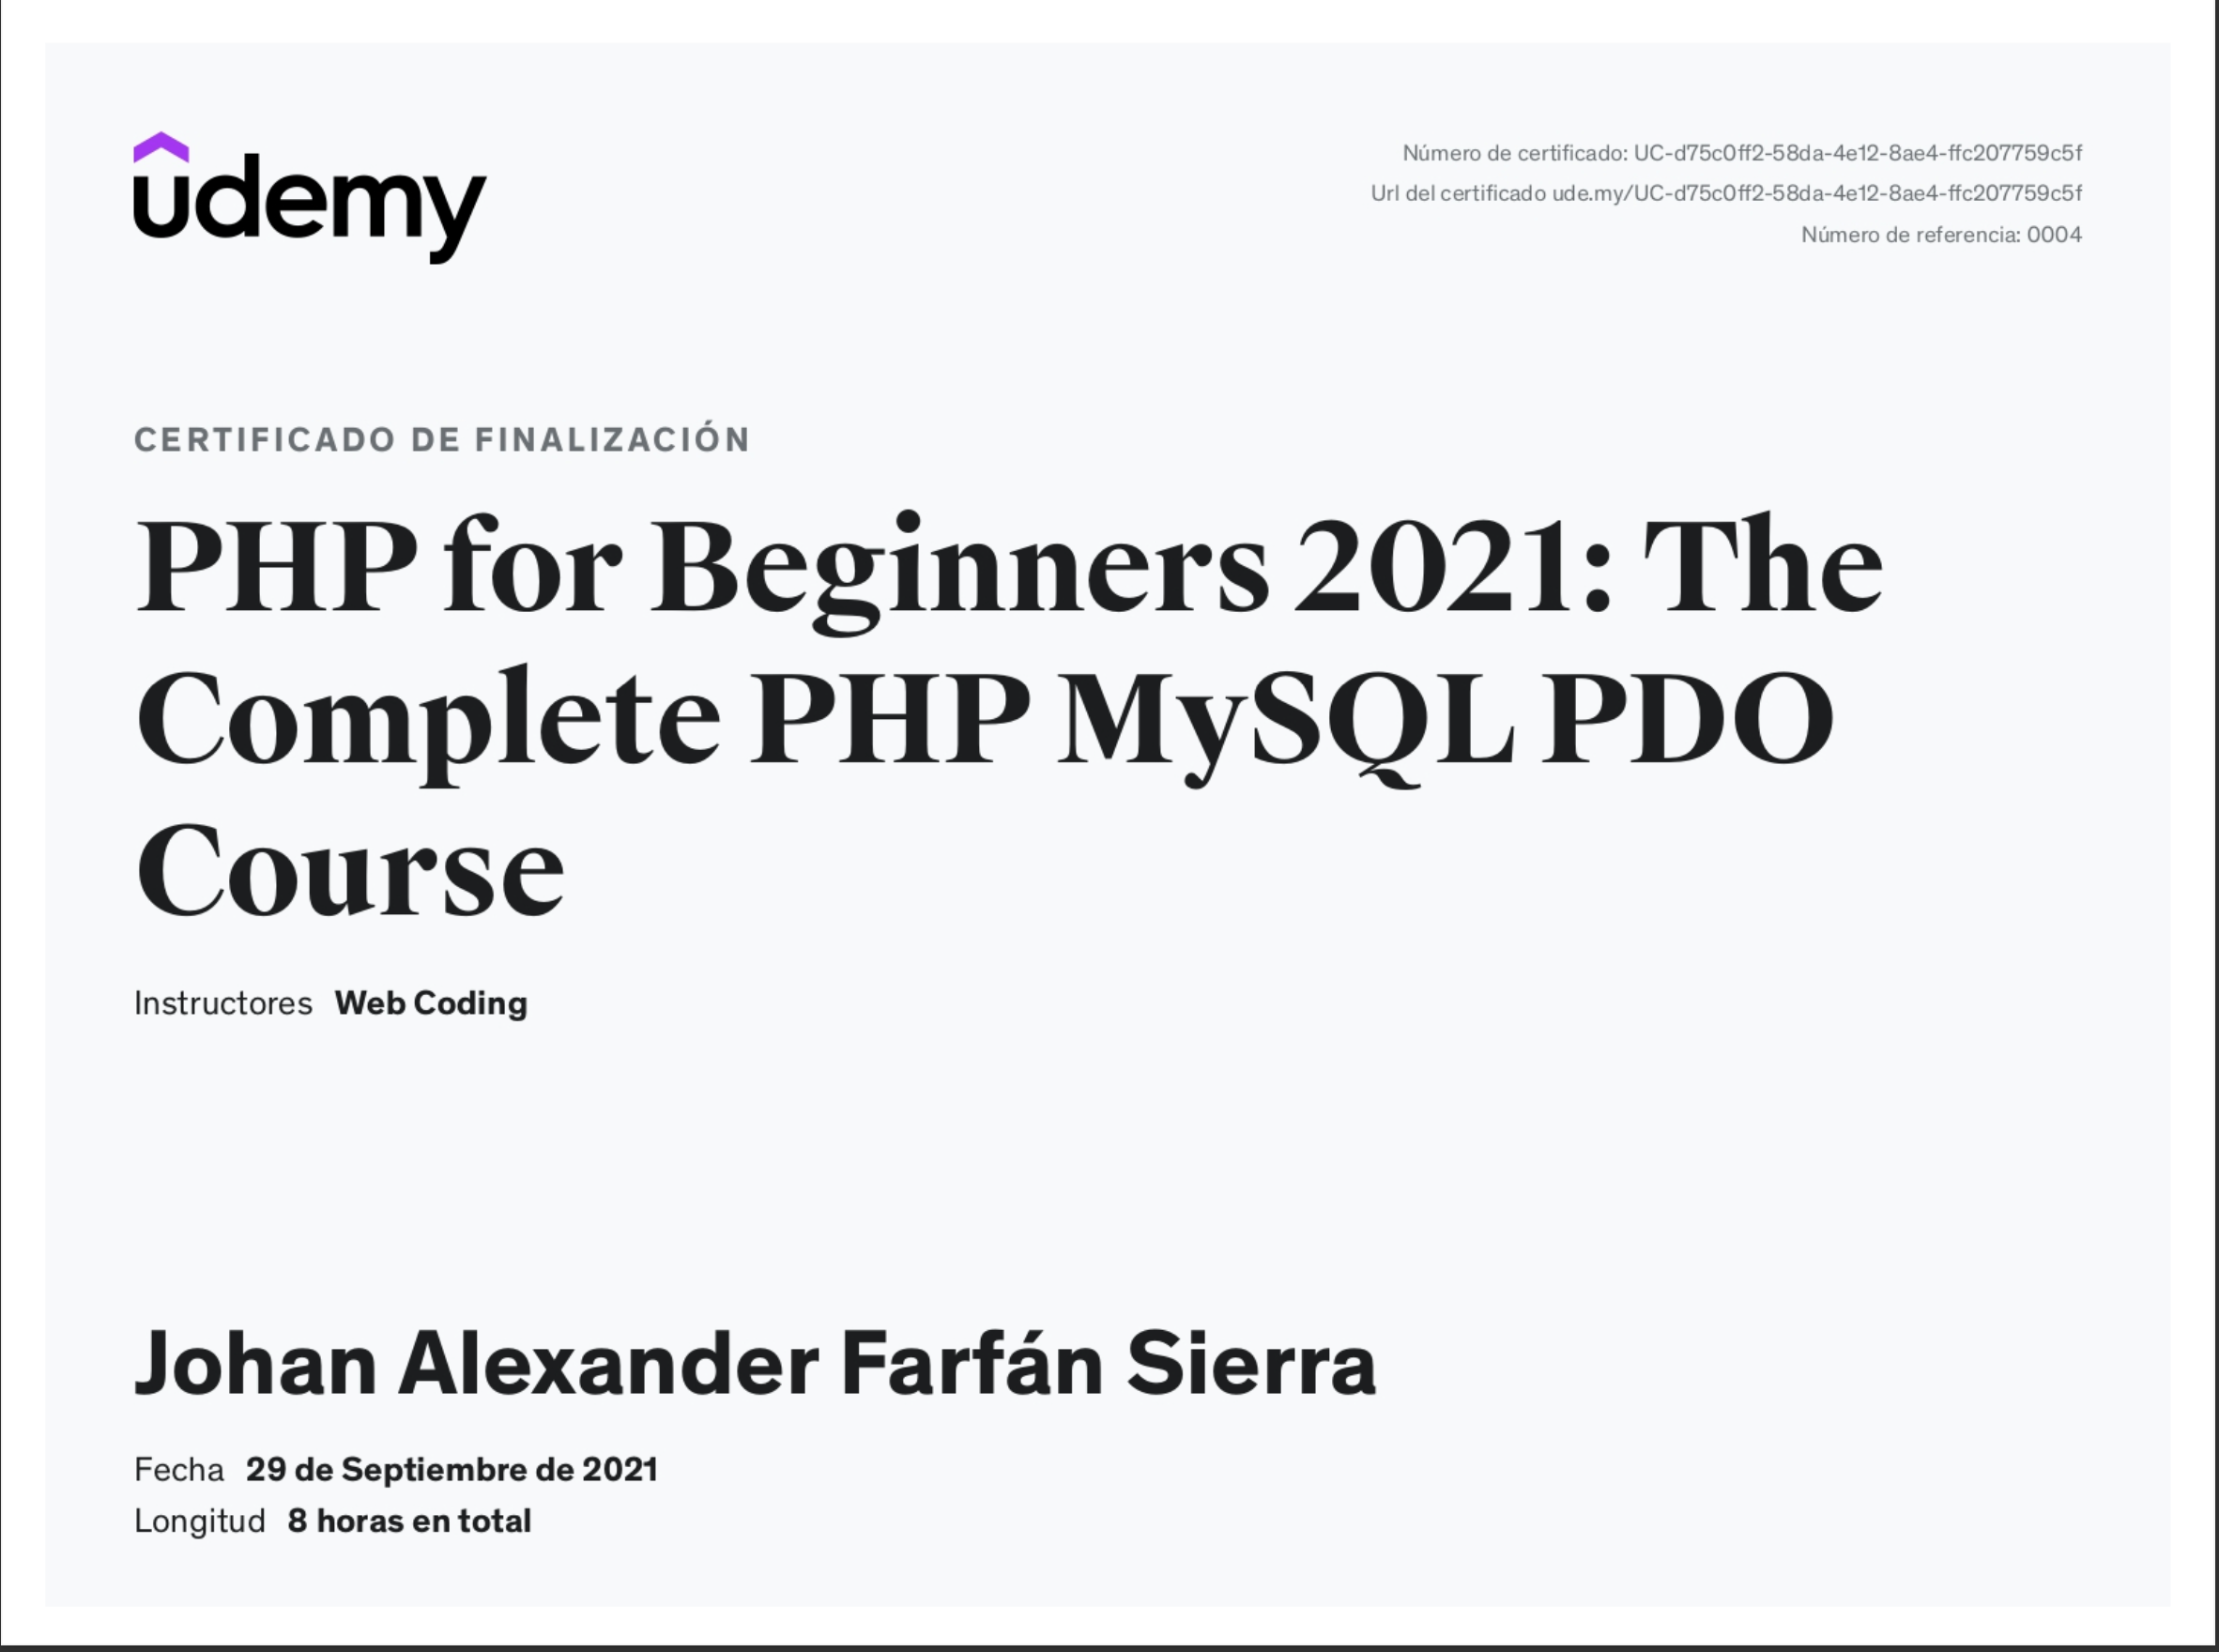 udemy
Número de certificado: UC-d75c0ff2-58da-4e12-8ae4-ffc207759c5f
Url del certificado ude.my/UC-d75c0ff2-58da-4e12-8ae4-ffc207759c5f
Número de referencia: 0004
CERTIFICADO DE FINALIZACIÓN
PHP for Beginners 2021: The
Complete PHP MySQL PDO
Course
Instructores Web Coding
Johan Alexander Farfán Sierra
Fecha 29 de Septiembre de 2021
Longitud 8 horas en total